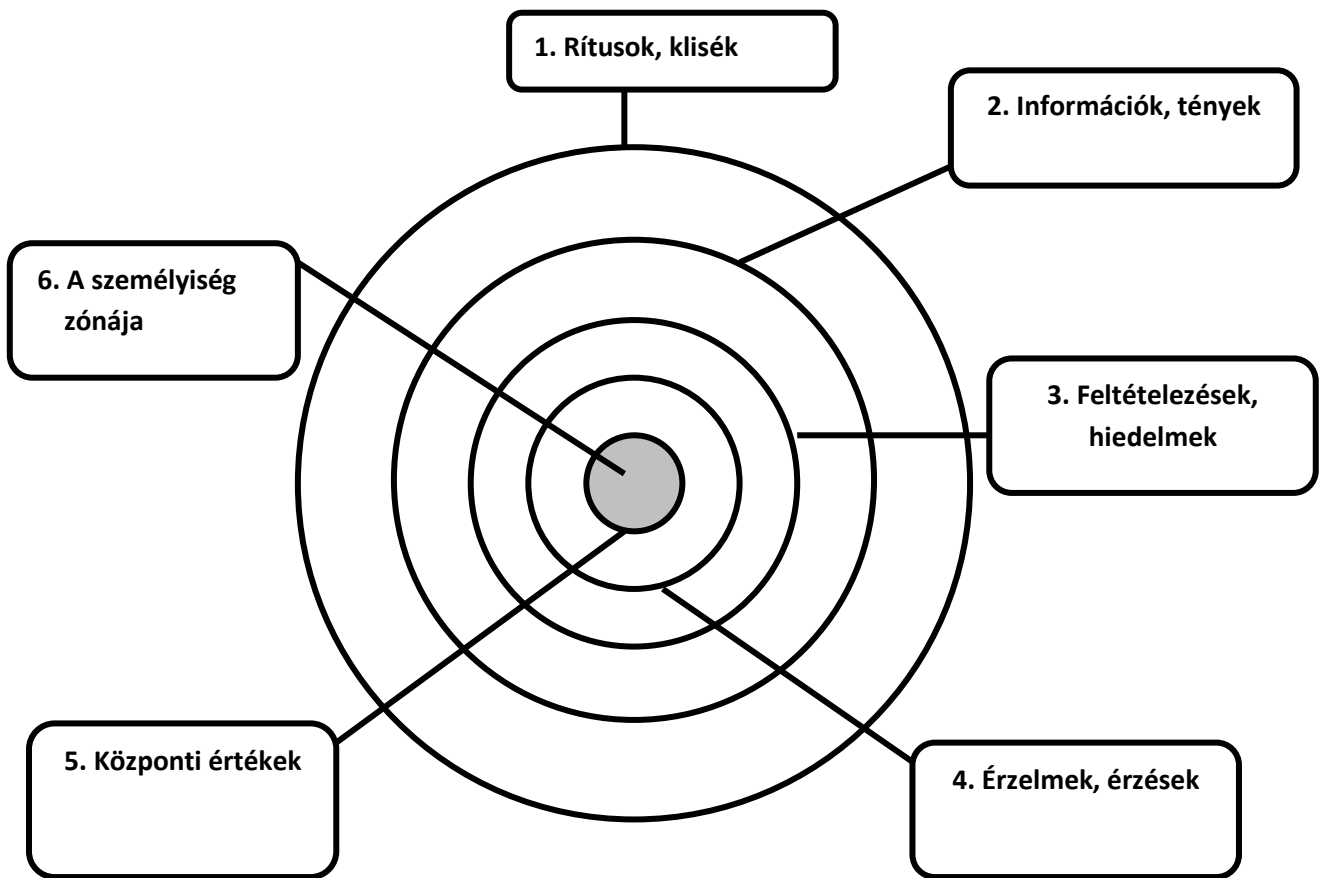 1. Rítusok, klisék
2. Információk, tények
6. A személyiség
zónája
3. Feltételezések,
hiedelmek
5. Központi értékek
4. Érzelmek, érzések